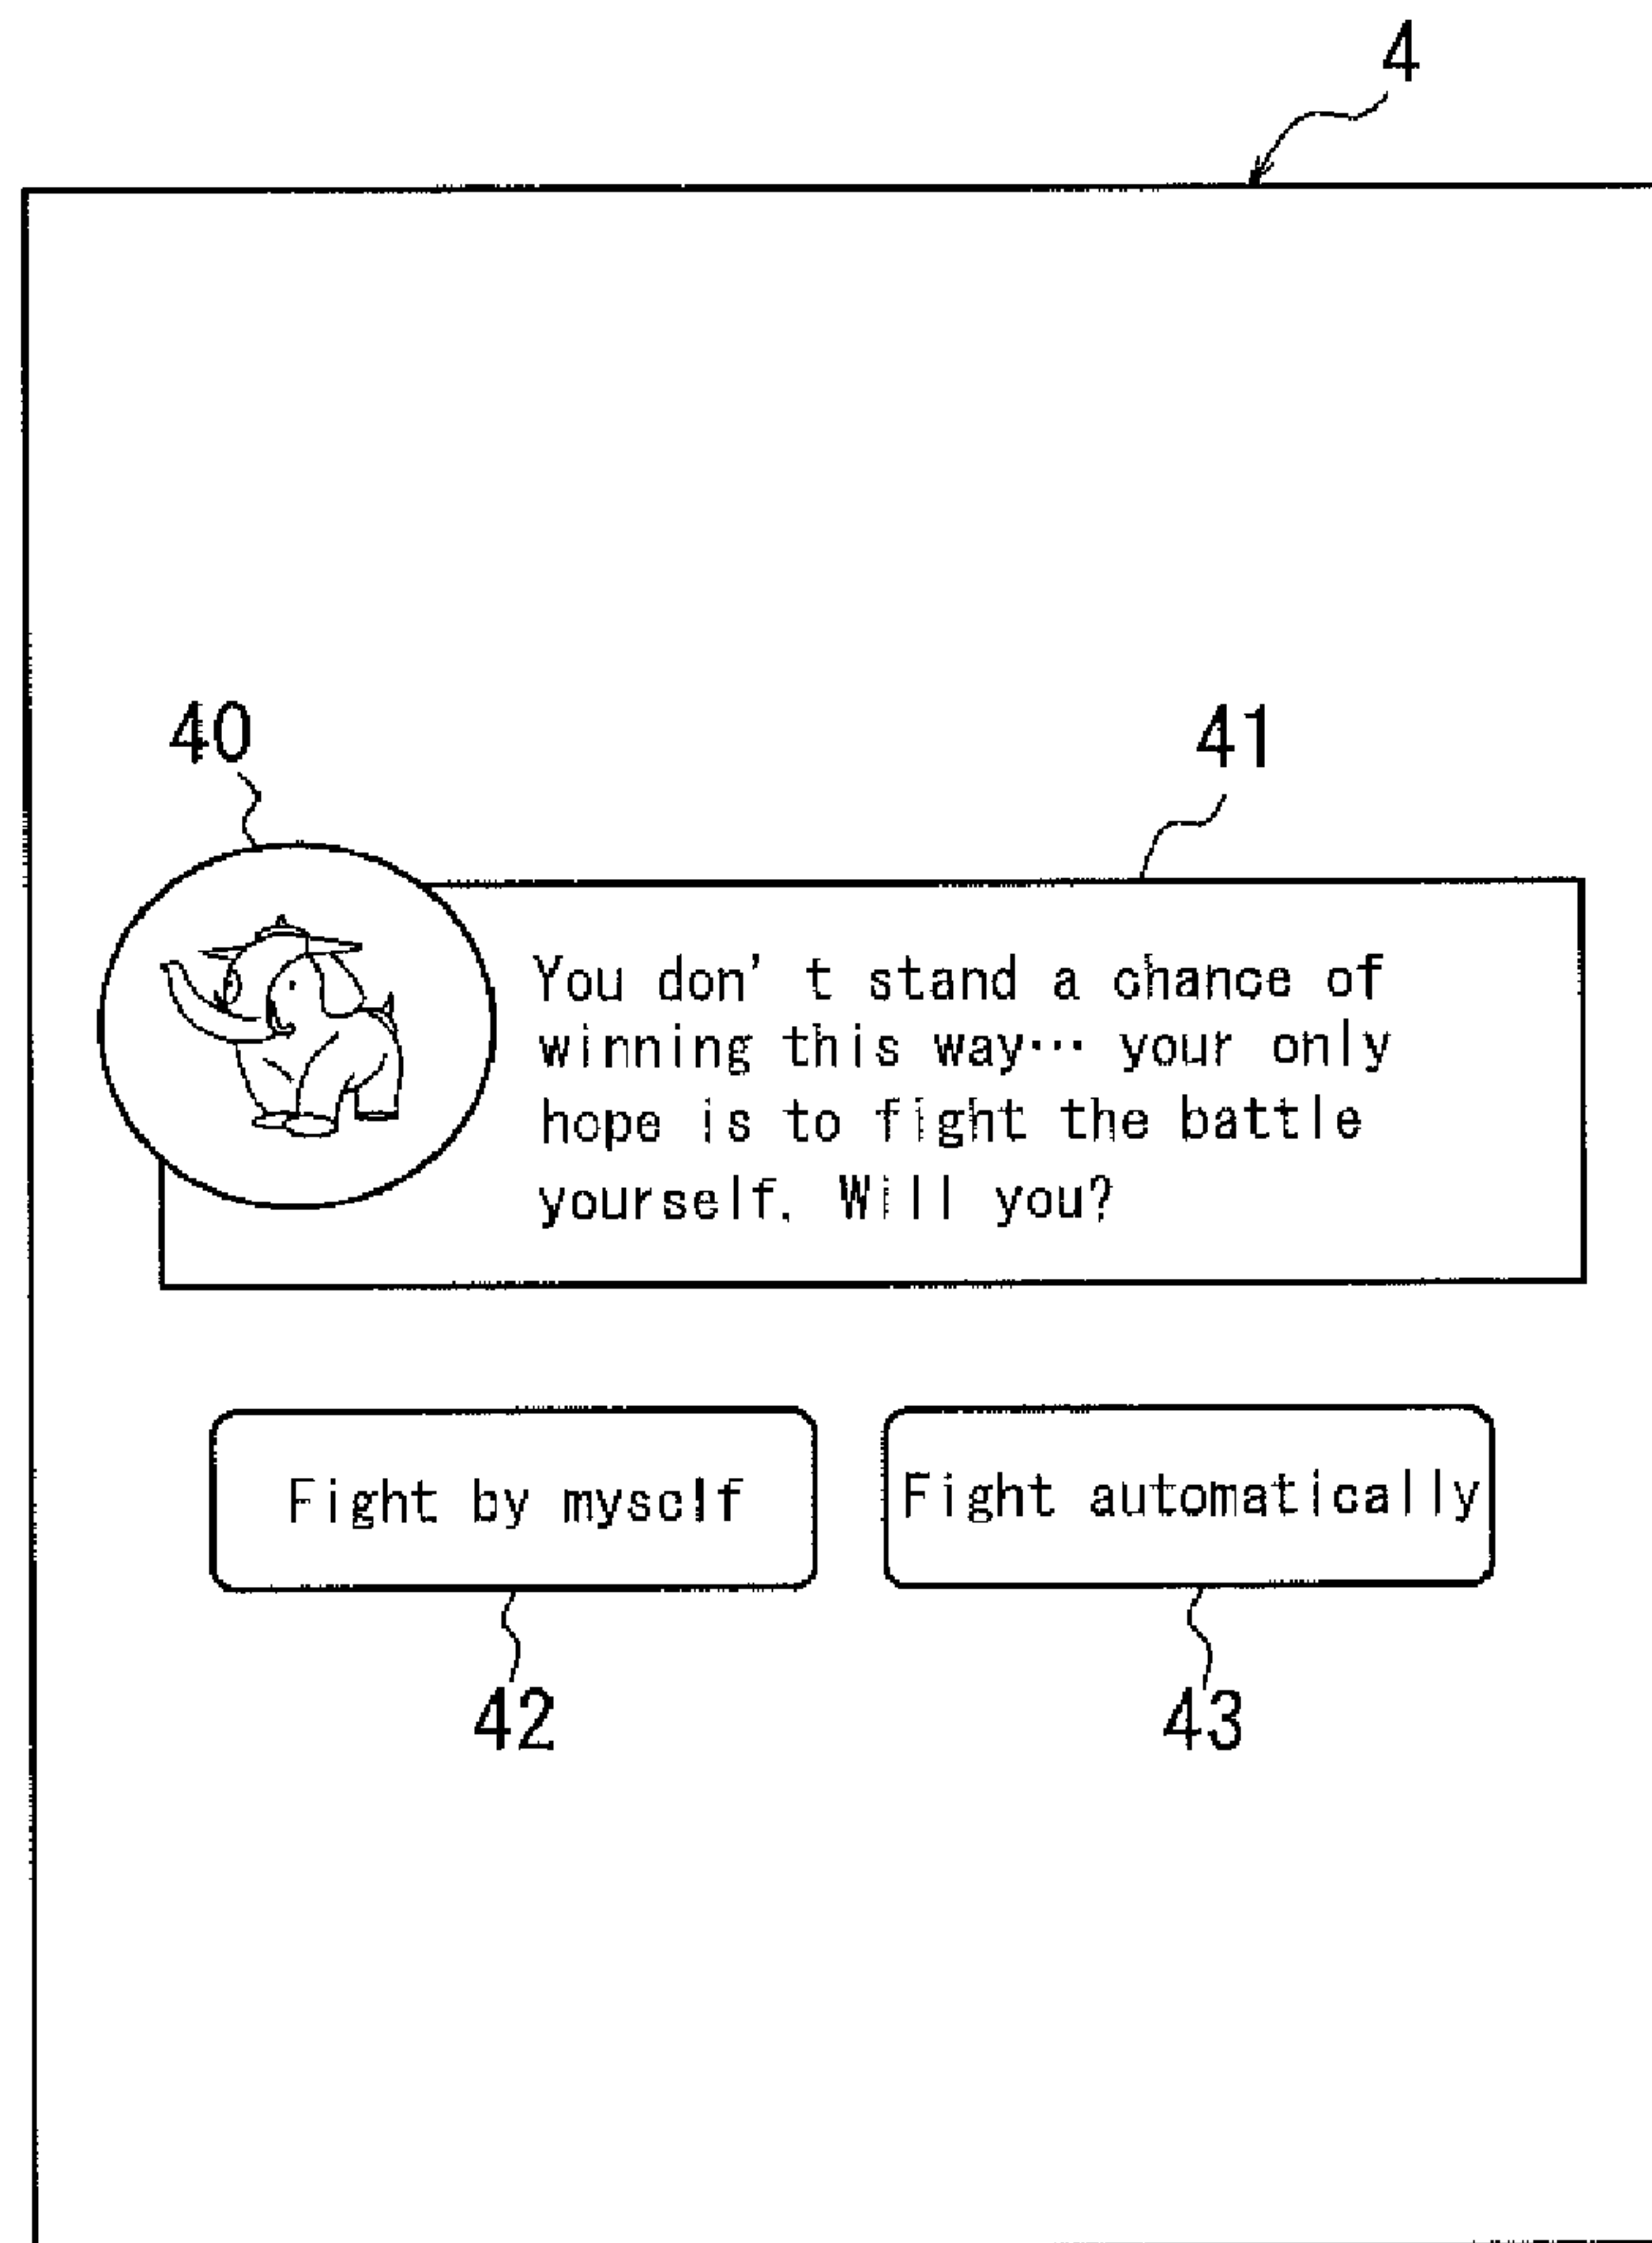 4
40
41
You don't stand a chance of
winning this way… your only
hope is to fight the battle
yourself. Will you?
Fight by myself
Fight automatically
42
43